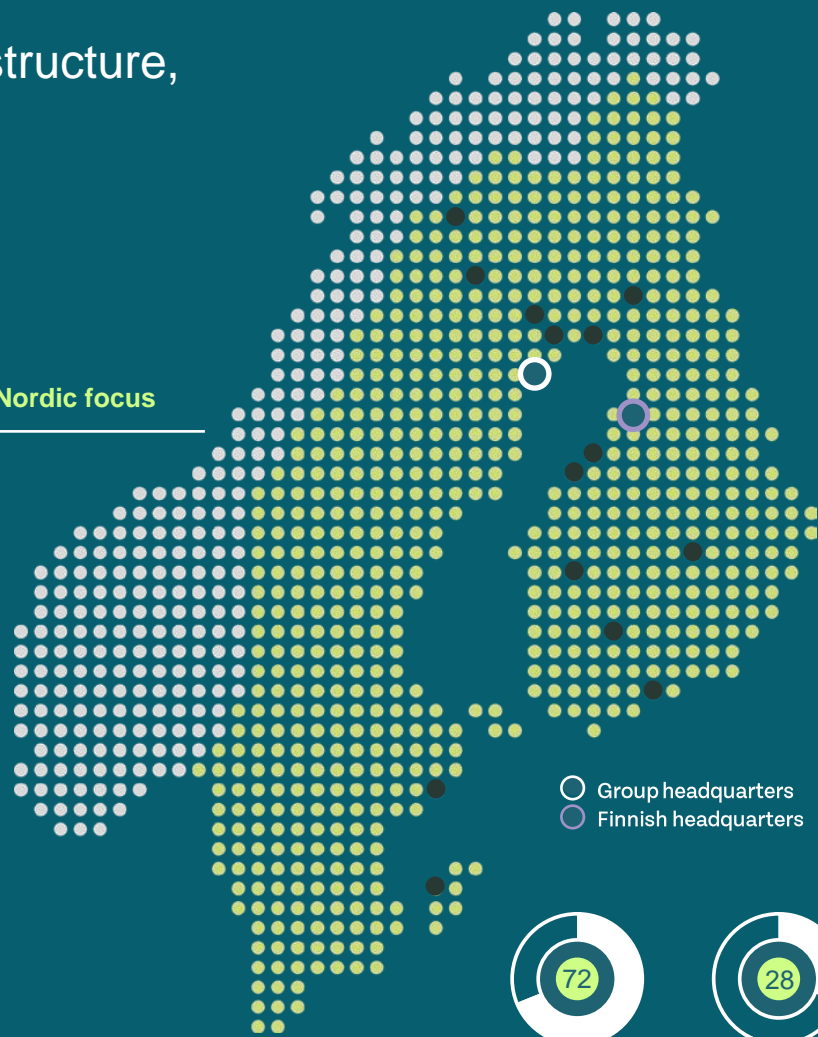 structure,
Nordic focus
Group headquarters
Finnish headquarters
72
28